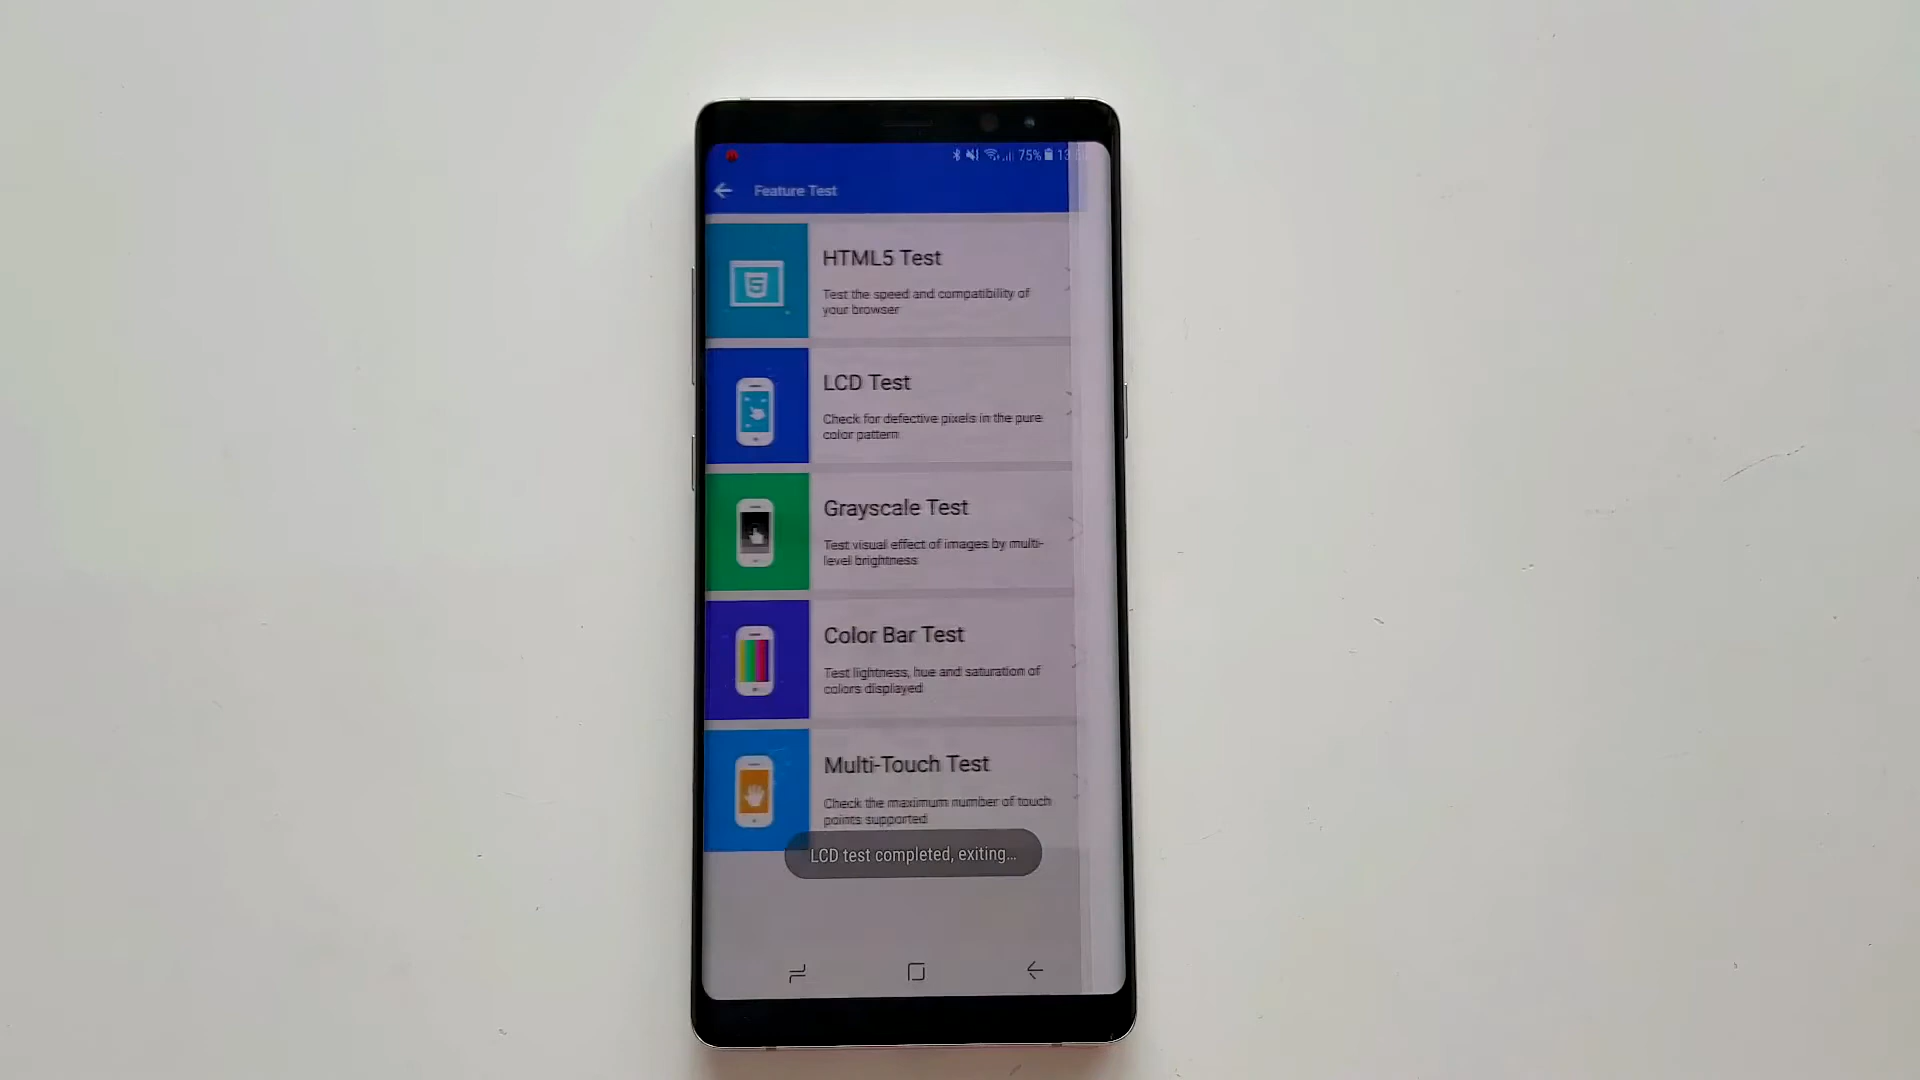 75% 13
Feature Test
HTML5 Test
Test the speed and compatibility of
your browser
LCD Test
Check for defective pixels in the pure
color pattern
Grayscale Test
Test visual effect of images by multi-
level brightness
Color Bar Test
Test lightness, hue and saturation of
colors displayed
Multi-Touch Test
Check the maximum number of touch
points supported
LCD test completed, exiting...